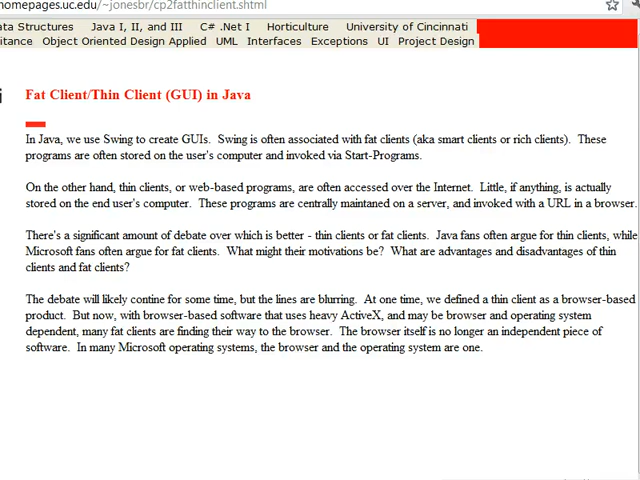 homepages.uc.edu/~jonesbr/cp2fatthinclient.shtml
ata Structures Java I, II, and III C# .Net I Horticulture University of Cincinnati
itance Object Oriented Design Applied UML Interfaces Exceptions UI Project Design
i
Fat Client/Thin Client (GUI) in Java
In Java, we use Swing to create GUIs. Swing is often associated with fat clients (aka smart clients or rich clients). These
programs are often stored on the user's computer and invoked via Start-Programs.
On the other hand, thin clients, or web-based programs, are often accessed over the Internet. Little, if anything, is actually
stored on the end user's computer. These programs are centrally maintaned on a server, and invoked with a URL in a browser.
There's a significant amount of debate over which is better - thin clients or fat clients. Java fans often argue for thin clients, while
Microsoft fans often argue for fat clients. What might their motivations be? What are advantages and disadvantages of thin
clients and fat clients?
The debate will likely contine for some time, but the lines are blurring. At one time, we defined a thin client as a browser-based
product. But now, with browser-based software that uses heavy ActiveX, and may be browser and operating system
dependent, many fat clients are finding their way to the browser. The browser itself is no longer an independent piece of
software. In many Microsoft operating systems, the browser and the operating system are one.